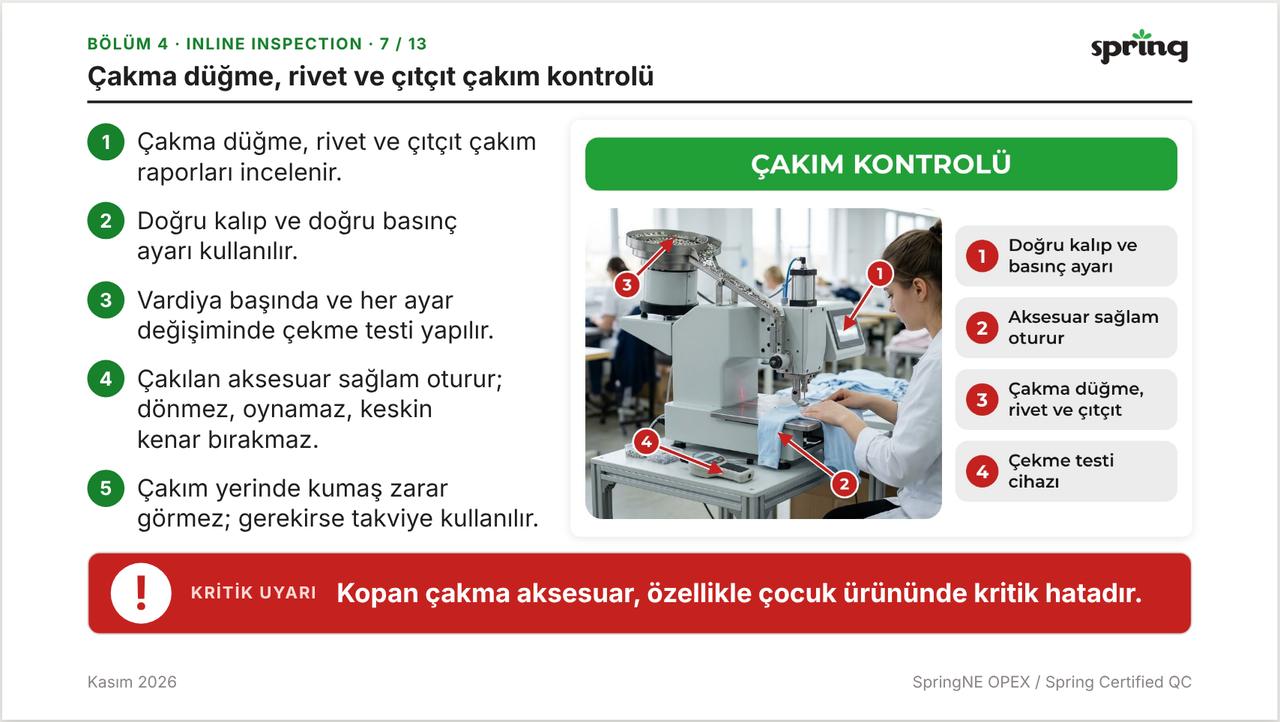 BÖLÜM 4 · INLINE INSPECTION · 7 / 13
Çakma düğme, rivet ve çıtçıt çakım kontrolü
spring
1 Çakma düğme, rivet ve çıtçıt çakım
raporları incelenir.
2 Doğru kalıp ve doğru basınç
ayarı kullanılır.
3 Vardiya başında ve her ayar
değişiminde çekme testi yapılır.
4 Çakılan aksesuar sağlam oturur;
dönmez, oynamaz, keskin
kenar bırakmaz.
5 Çakım yerinde kumaş zarar
görmez; gerekirse takviye kullanılır.
ÇAKIM KONTROLÜ
3
1
4
2
1 Doğru kalıp ve
basınç ayarı
2 Aksesuar sağlam
oturur
3 Çakma düğme,
rivet ve çıtçıt
4 Çekme testi
cihazı
! KRİTİK UYARI Kopan çakma aksesuar, özellikle çocuk ürününde kritik hatadır.
Kasım 2026
SpringNE OPEX / Spring Certified QC